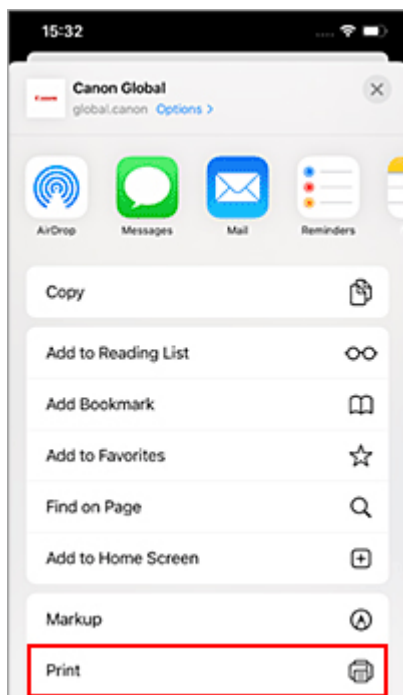 15:32
Canon
Canon Global
global.canon Options >
AirDrop
Messages
Mail
Reminders
Copy
Add to Reading List
Add Bookmark
Add to Favorites
Find on Page
Add to Home Screen
Markup
Print